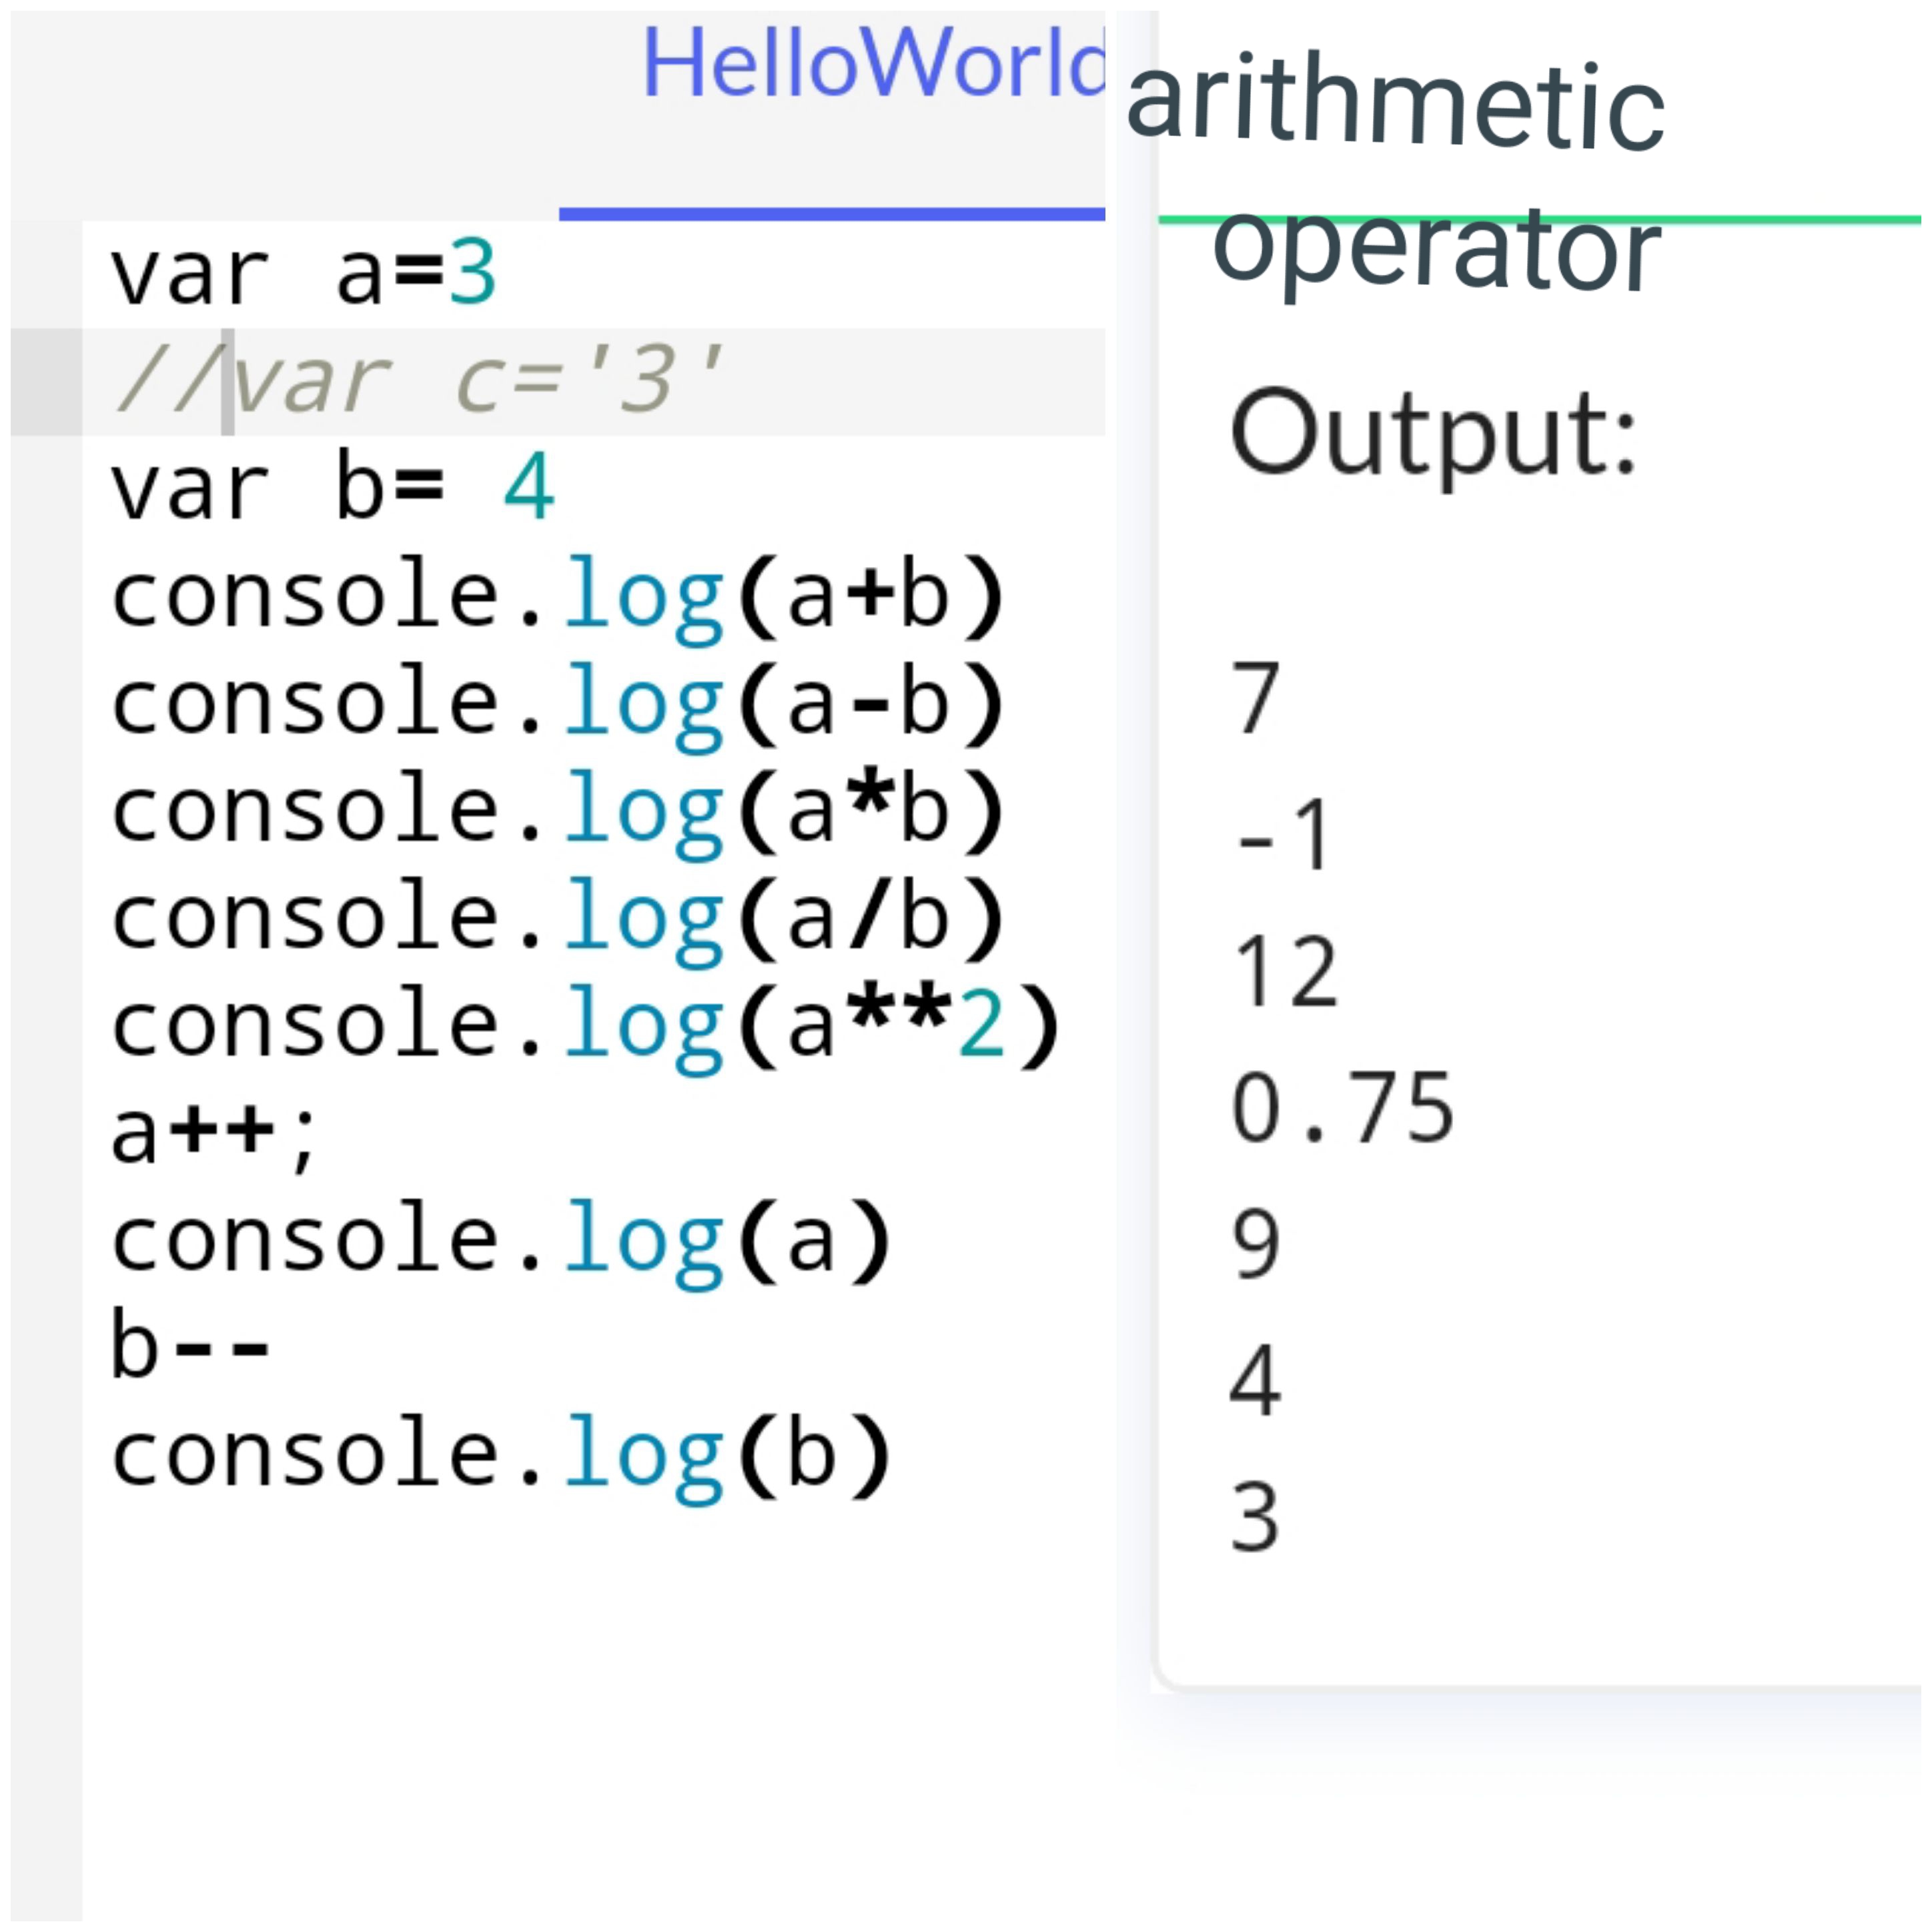 HelloWorld
var a=3
//var c='3'
var b= 4
console.log(a+b)
console.log(a-b)
console.log(a*b)
console.log(a/b)
console.log(a**2)
a++;
console.log(a)
b--
console.log(b)
arithmetic
operator
Output:
7
-1
12
0.75
9
4
3